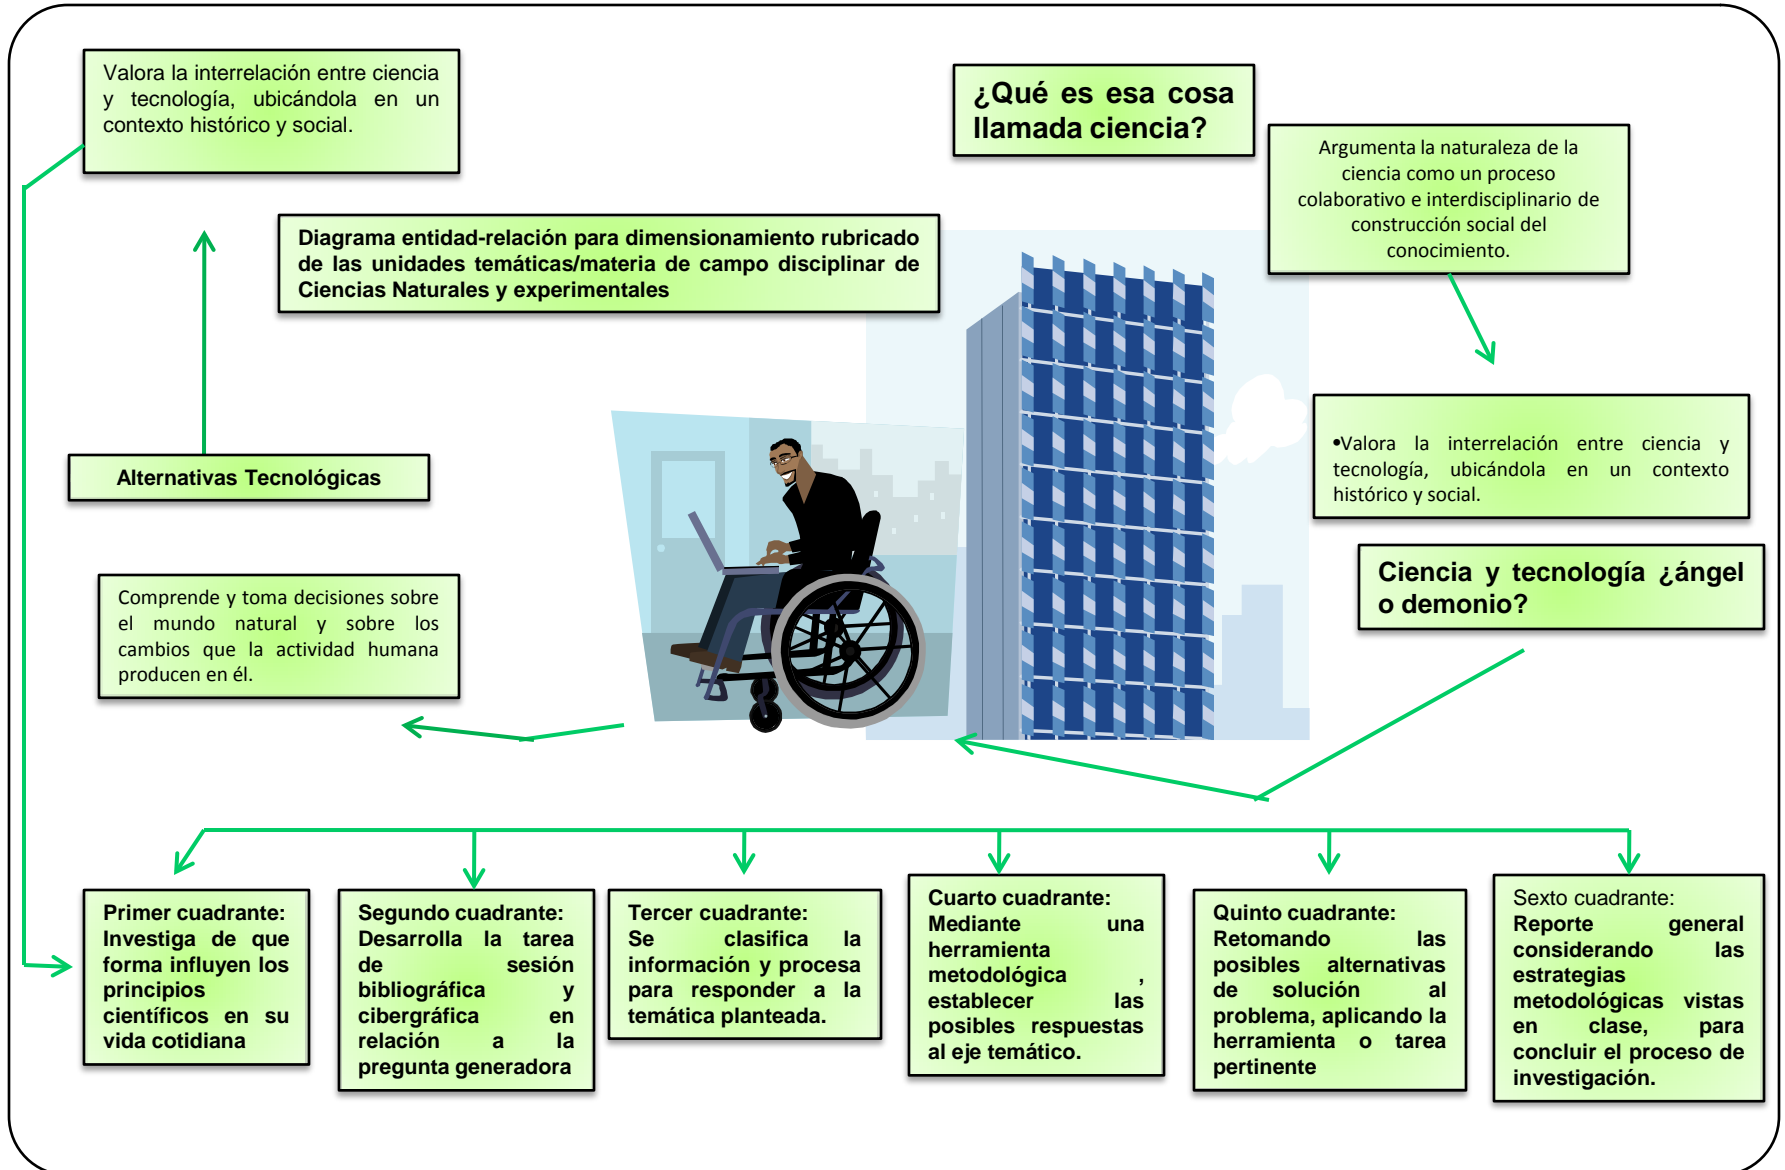 Valora la interrelación entre ciencia
y tecnología, ubicándola en un
contexto histórico y social.
¿Qué es esa cosa
llamada ciencia?
Argumenta la naturaleza de la
ciencia como un proceso
colaborativo e interdisciplinario de
construcción social del
conocimiento.
Diagrama entidad-relación para dimensionamiento rubricado
de las unidades temáticas/materia de campo disciplinar de
Ciencias Naturales y experimentales
•Valora la interrelación entre ciencia y
tecnología, ubicándola en un contexto
histórico y social.
Alternativas Tecnológicas
Ciencia y tecnología ¿ángel
o demonio?
Comprende y toma decisiones sobre
el mundo natural y sobre los
cambios que la actividad humana
producen en él.
Primer cuadrante:
Investiga de que
forma influyen los
principios
científicos en su
vida cotidiana
Segundo cuadrante:
Desarrolla la tarea
de sesión
bibliográfica y
cibergráfica en
relación a la
pregunta generadora
Tercer cuadrante:
Se clasifica la
información y procesa
para responder a la
temática planteada.
Cuarto cuadrante:
Mediante una
herramienta
metodológica ,
establecer las
posibles respuestas
al eje temático.
Quinto cuadrante:
Retomando las
posibles alternativas
de solución al
problema, aplicando la
herramienta o tarea
pertinente
Sexto cuadrante:
Reporte general
considerando las
estrategias
metodológicas vistas
en clase, para
concluir el proceso de
investigación.